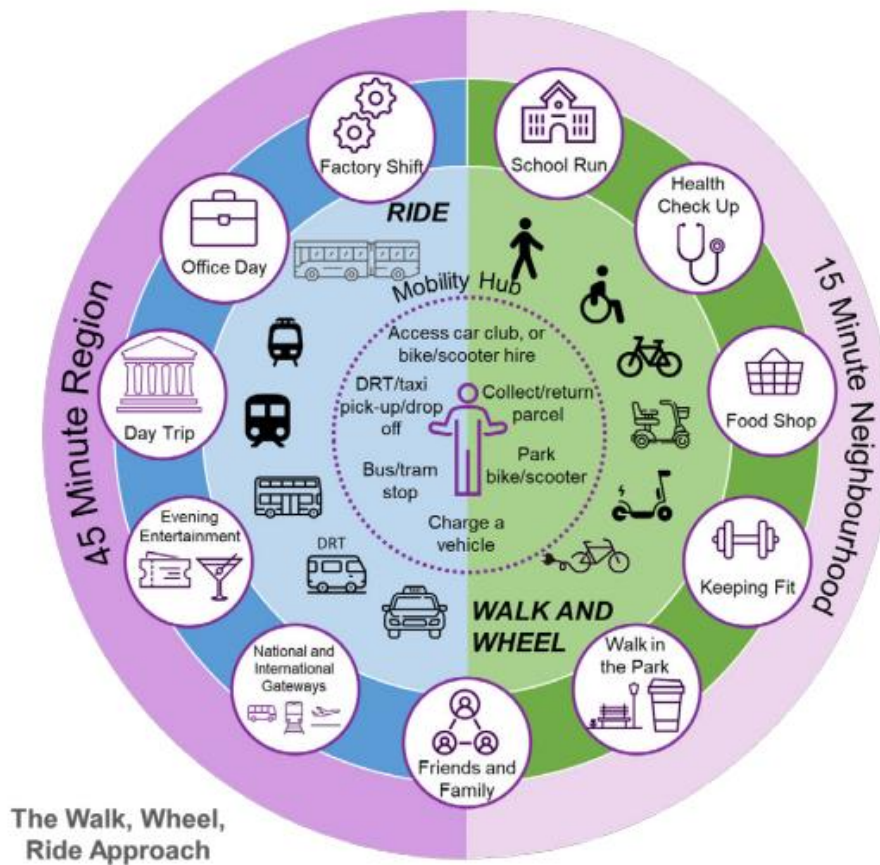 Factory Shift
School Run
Health
Check Up
Office Day
RIDE
Mobility Hub
45 Minute Region
15 Minute Neighbourhood
Access car club, or
bike/scooter hire
DRT/taxi
pick-up/drop
off
Collect/return
parcel
Day Trip
Food Shop
Bus/tram
stop
Park
bike/scooter
Charge a
vehicle
Evening
Entertainment
DRT
Keeping Fit
WALK AND
WHEEL
National and
International
Gateways
Walk in
the Park
Friends and
Family
The Walk, Wheel,
Ride Approach
TAXI